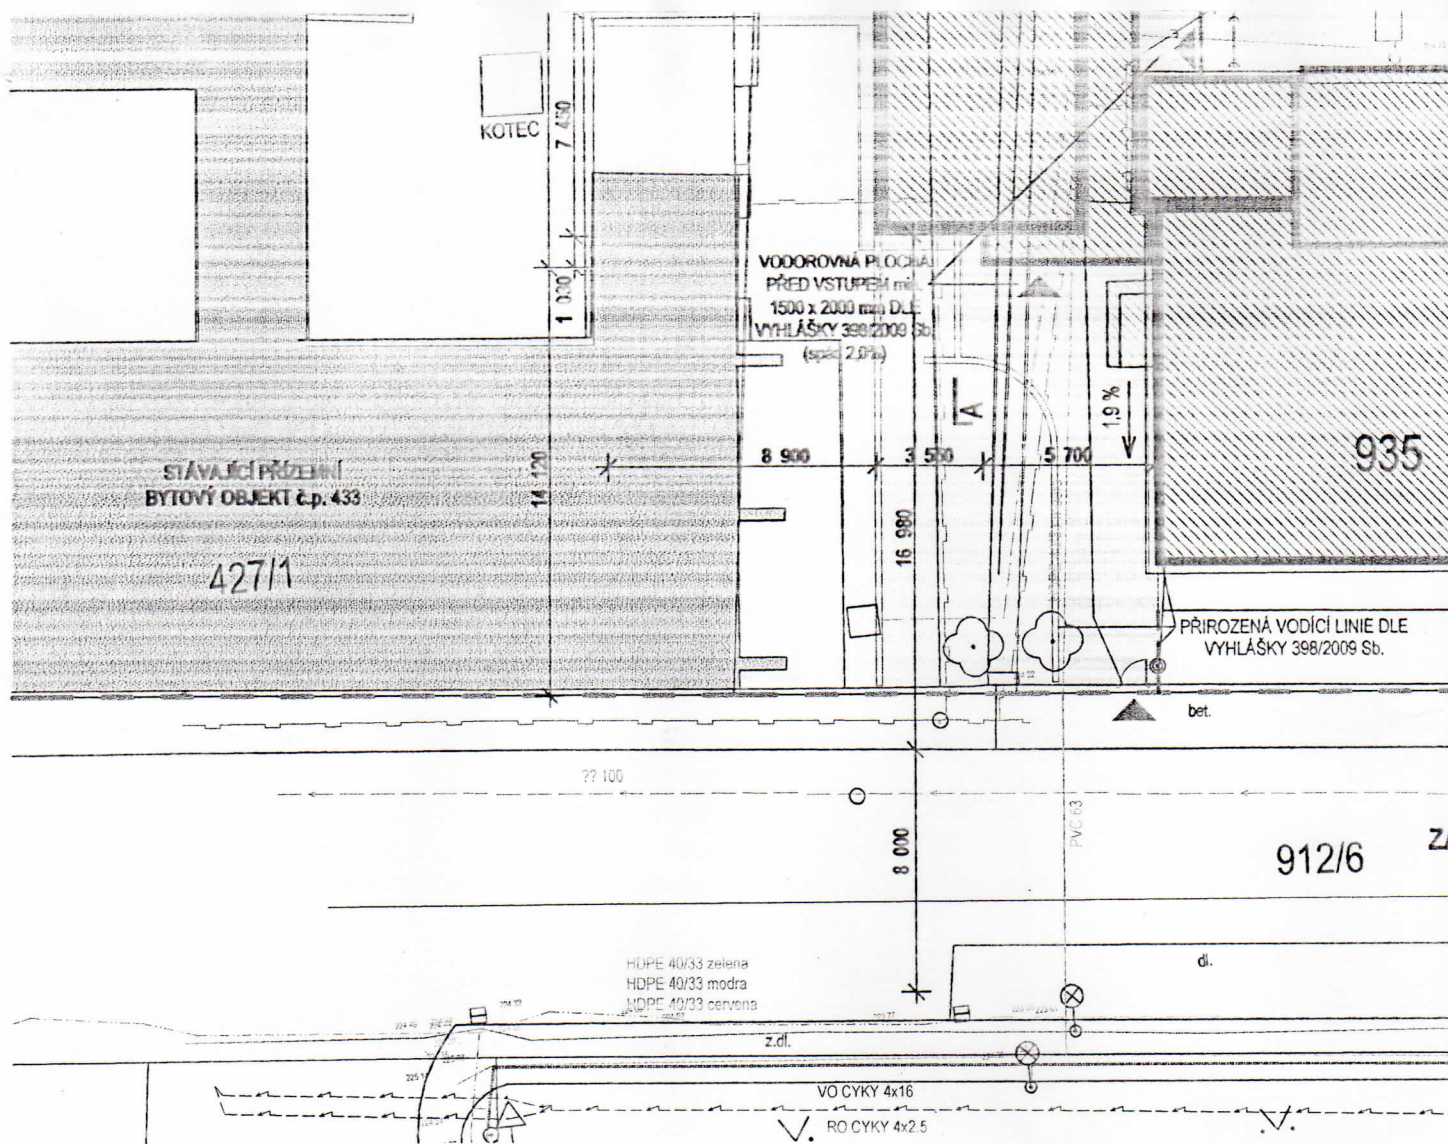 KOTEC
7 450
1 030
VODOROVNÁ PLOCHA
PŘED VSTUPEM
1500 x 2000 mm DLE
VYHLÁŠKY 398/2009 Sb.
2,0%)
A
1,9 %
8 900
3 550
5 700
935
STÁVAJÍCÍ PŘÍZEMNÍ
BYTOVÝ OBJEKT č.p. 433
14 120
427/1
16 980
PŘIROZENÁ VODÍCÍ LINIE DLE
VYHLÁŠKY 398/2009 Sb.
bet.
?? 100
PVC 63
8 000
912/6
HDPE 40/33 zelena
HDPE 40/33 modra
HDPE 40/33 cervena
dl.
z.dl.
VO CYKY 4x16
RO CYKY 4x2.5